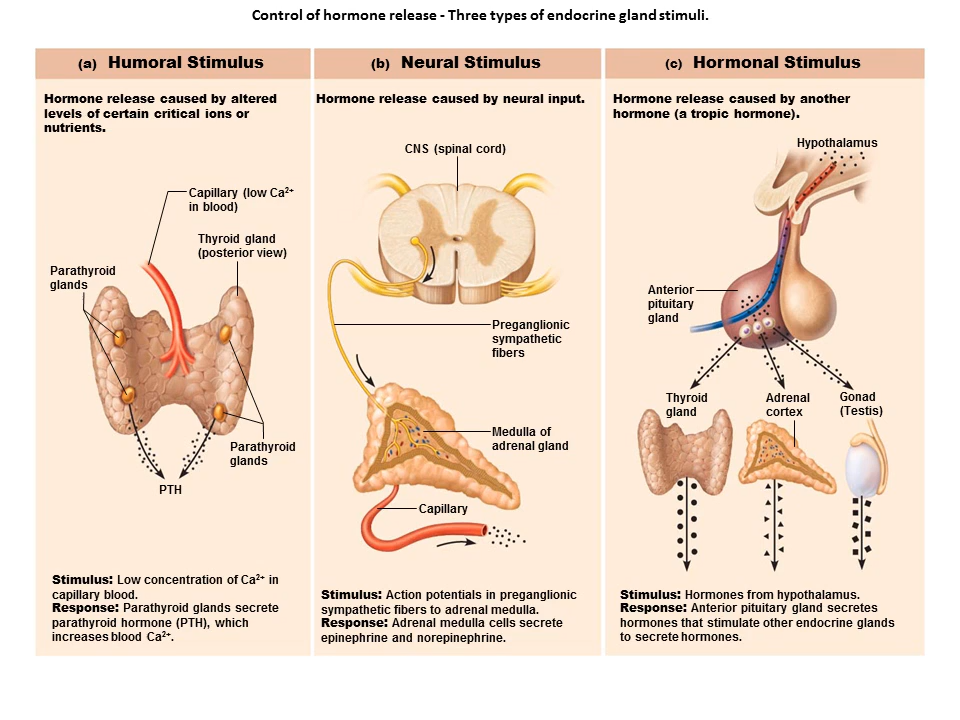 Control of hormone release - Three types of endocrine gland stimuli.
(a) Humoral Stimulus
Hormone release caused by altered
levels of certain critical ions or
nutrients.
Capillary (low Ca²⁺
in blood)
Thyroid gland
(posterior view)
Parathyroid
glands
Parathyroid
glands
PTH
Stimulus: Low concentration of Ca²⁺ in
capillary blood.
Response: Parathyroid glands secrete
parathyroid hormone (PTH), which
increases blood Ca²⁺.
(b) Neural Stimulus
Hormone release caused by neural input.
CNS (spinal cord)
Preganglionic
sympathetic
fibers
Medulla of
adrenal gland
Capillary
Stimulus: Action potentials in preganglionic
sympathetic fibers to adrenal medulla.
Response: Adrenal medulla cells secrete
epinephrine and norepinephrine.
(c) Hormonal Stimulus
Hormone release caused by another
hormone (a tropic hormone).
Hypothalamus
Anterior
pituitary
gland
Thyroid
gland
Adrenal
cortex
Gonad
(Testis)
Stimulus: Hormones from hypothalamus.
Response: Anterior pituitary gland secretes
hormones that stimulate other endocrine glands
to secrete hormones.